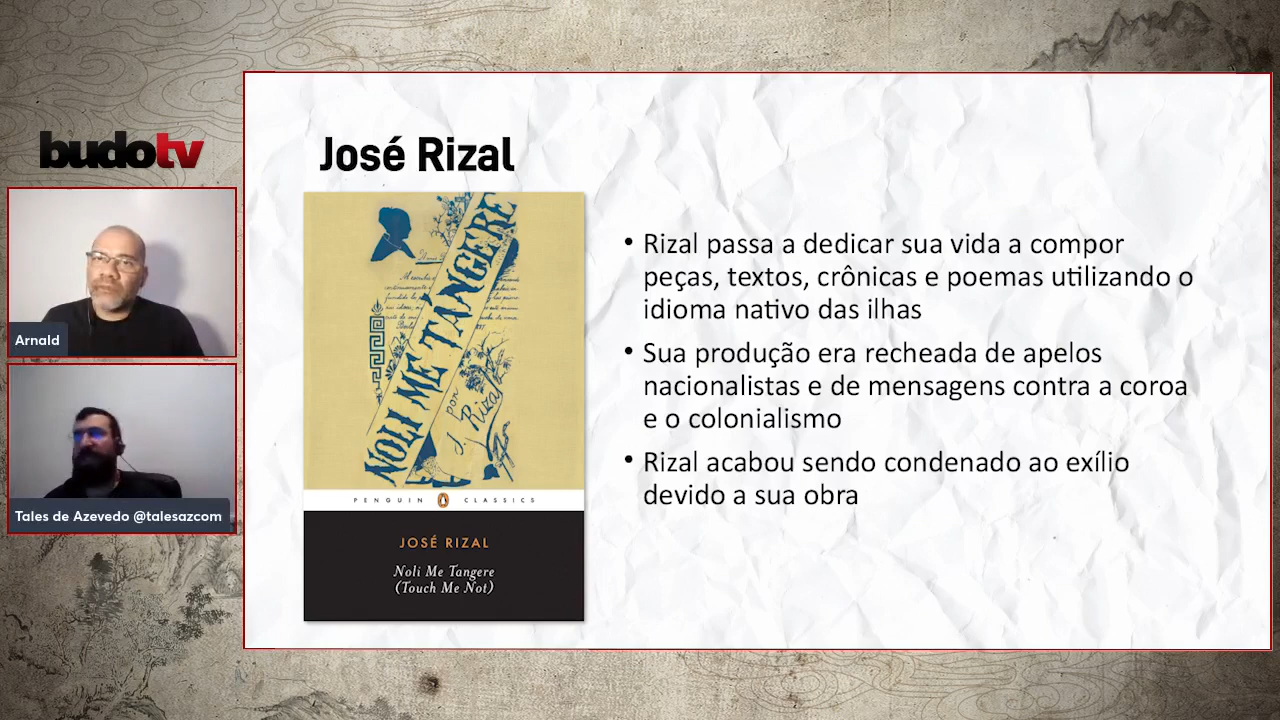 budotv
Arnald
Tales de Azevedo @talesazcom
José Rizal
NOLI ME TÁNGERE
por
J. Rizal
PENGUIN CLASSICS
JOSÉ RIZAL
Noli Me Tangere
(Touch Me Not)
• Rizal passa a dedicar sua vida a compor
peças, textos, crônicas e poemas utilizando o
idioma nativo das ilhas
• Sua produção era recheada de apelos
nacionalistas e de mensagens contra a coroa
e o colonialismo
• Rizal acabou sendo condenado ao exílio
devido a sua obra